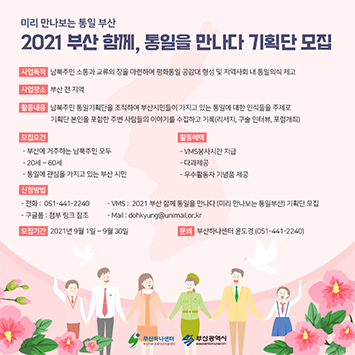 미리 만나보는 통일 부산
2021 부산 함께, 통일을 만나다 기획단 모집
사업목적 남북주민 소통과 교류의 장을 마련하여 평화통일 공감대 형성 및 지역사회 내 통일의식 제고
사업장소 부산 전 지역
활동내용 남북주민 통일기획단을 조직하여 부산시민들이 가지고 있는 통일에 대한 인식들을 주제로
기획단 본인을 포함한 주변 사람들의 이야기를 수집하고 기록(리서치, 구술 인터뷰, 포럼개최)
모집요건
- 부산에 거주하는 남북주민 모두
- 20세 ~ 60세
- 통일에 관심을 가지고 있는 부산 시민
활동혜택
- VMS봉사시간 지급
- 다과제공
- 우수활동자 기념품 제공
신청방법
- 전화 : 051-441-2240
- VMS : 2021 부산 함께 통일을 만나다 (미리 만나보는 통일부산) 기획단 모집
- 구글폼 : 첨부 링크 참조
- Mail : dohkyung@unimail.or.kr
모집기간 2021년 9월 1일 ~ 9월 30일
문의 부산하나센터 윤도경 (051-441-2240)
부산하나센터
부산광역시